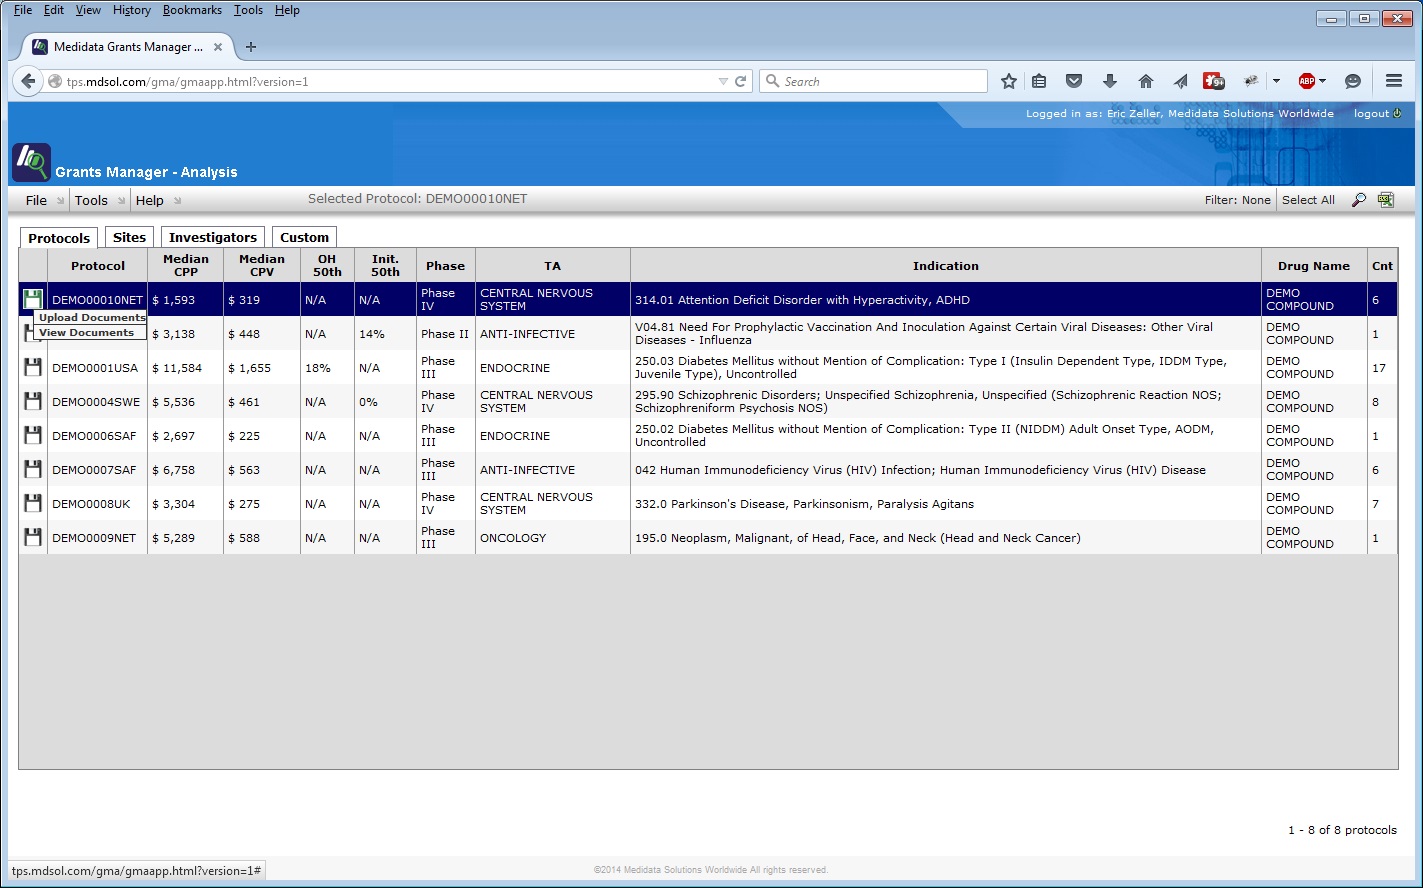 File Edit View History Bookmarks Tools Help
Medidata Grants Manager ...
tps.mdsol.com/gma/gmaapp.html?version=1
Search
9+
ABP
Logged in as: Eric Zeller, Medidata Solutions Worldwide logout
Grants Manager - Analysis
File Tools Help Selected Protocol: DEMO00010NET Filter: None Select All
Protocols Sites Investigators Custom
Protocol Median CPP Median CPV OH 50th Init. 50th Phase TA Indication Drug Name Cnt
DEMO00010NET $ 1,593 $ 319 N/A N/A Phase IV CENTRAL NERVOUS SYSTEM 314.01 Attention Deficit Disorder with Hyperactivity, ADHD DEMO COMPOUND 6
Upload Documents
View Documents
$ 3,138 $ 448 N/A 14% Phase II ANTI-INFECTIVE V04.81 Need For Prophylactic Vaccination And Inoculation Against Certain Viral Diseases: Other Viral Diseases - Influenza DEMO COMPOUND 1
DEMO0001USA $ 11,584 $ 1,655 18% N/A Phase III ENDOCRINE 250.03 Diabetes Mellitus without Mention of Complication: Type I (Insulin Dependent Type, IDDM Type, Juvenile Type), Uncontrolled DEMO COMPOUND 17
DEMO0004SWE $ 5,536 $ 461 N/A 0% Phase IV CENTRAL NERVOUS SYSTEM 295.90 Schizophrenic Disorders; Unspecified Schizophrenia, Unspecified (Schizophrenic Reaction NOS; Schizophreniform Psychosis NOS) DEMO COMPOUND 8
DEMO0006SAF $ 2,697 $ 225 N/A N/A Phase III ENDOCRINE 250.02 Diabetes Mellitus without Mention of Complication: Type II (NIDDM) Adult Onset Type, AODM, Uncontrolled DEMO COMPOUND 1
DEMO0007SAF $ 6,758 $ 563 N/A N/A Phase III ANTI-INFECTIVE 042 Human Immunodeficiency Virus (HIV) Infection; Human Immunodeficiency Virus (HIV) Disease DEMO COMPOUND 6
DEMO0008UK $ 3,304 $ 275 N/A N/A Phase IV CENTRAL NERVOUS SYSTEM 332.0 Parkinson's Disease, Parkinsonism, Paralysis Agitans DEMO COMPOUND 7
DEMO0009NET $ 5,289 $ 588 N/A N/A Phase III ONCOLOGY 195.0 Neoplasm, Malignant, of Head, Face, and Neck (Head and Neck Cancer) DEMO COMPOUND 1
1 - 8 of 8 protocols
tps.mdsol.com/gma/gmaapp.html?version=1#
©2014 Medidata Solutions Worldwide All rights reserved.